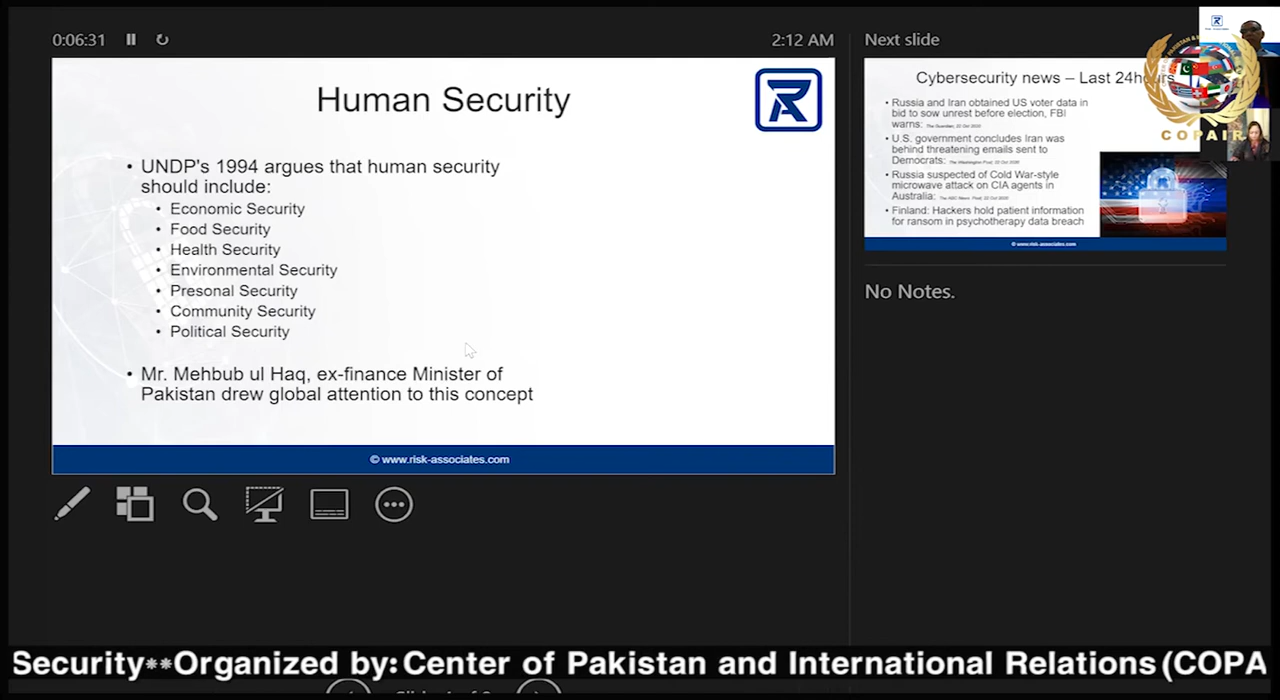 0:06:31
2:12 AM
Next slide
Human Security
• UNDP's 1994 argues that human security
should include:
• Economic Security
• Food Security
• Health Security
• Environmental Security
• Presonal Security
• Community Security
• Political Security
• Mr. Mehbub ul Haq, ex-finance Minister of
Pakistan drew global attention to this concept
© www.risk-associates.com
Cybersecurity news – Last 24hours
• Russia and Iran obtained US voter data in
bid to sow unrest before election, FBI
warns: The Guardian, 22 Oct 2020
• U.S. government concludes Iran was
behind threatening emails sent to
Democrats: The Washington Post, 22 Oct 2020
• Russia suspected of Cold War-style
microwave attack on CIA agents in
Australia: The ABC News
• Finland: Hackers hold patient information
for ransom in psychotherapy data breach
© www.risk-associates.com
COPAIR
No Notes.
Security**Organized by: Center of Pakistan and International Relations (COPA